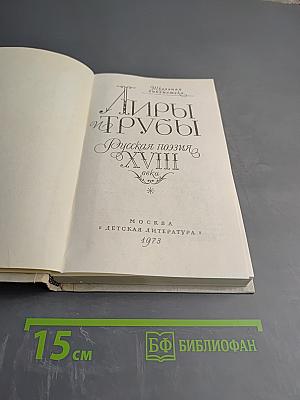 Школьная
библиотека
Лиры
и
Трубы
Русская поэзия
XVIII
века
МОСКВА
«ДЕТСКАЯ ЛИТЕРАТУРА»
1973
15 см
БФ БИБЛИОФАН